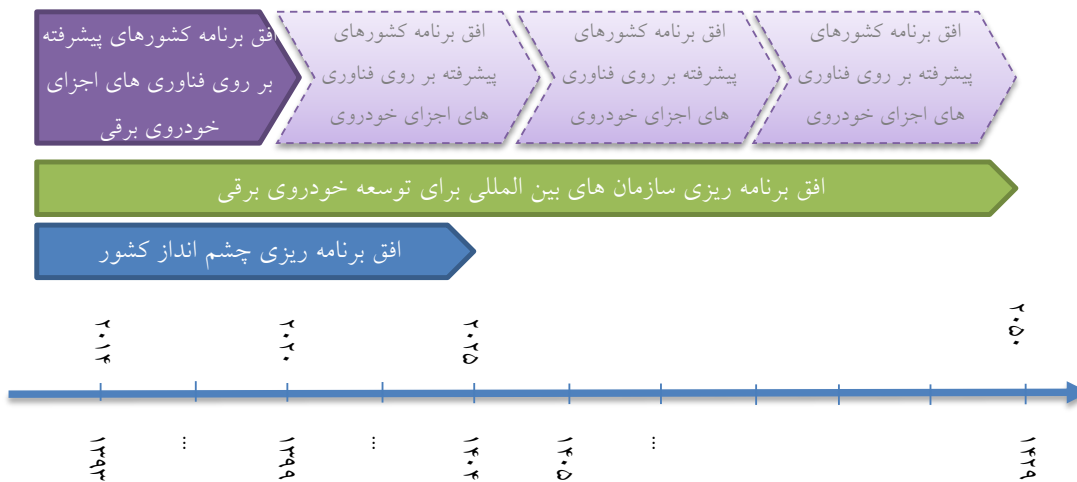 افق برنامه کشورهای پیشرفته
بر روی فناوری های اجزای
خودروی برقی
افق برنامه کشورهای
پیشرفته بر روی فناوری
های اجزای خودروی
افق برنامه کشورهای
پیشرفته بر روی فناوری
های اجزای خودروی
افق برنامه کشورهای
پیشرفته بر روی فناوری
های اجزای خودروی
افق برنامه ریزی سازمان های بین المللی برای توسعه خودروی برقی
افق برنامه ریزی چشم انداز کشور
۲۰۱۴
۲۰۲۰
۲۰۲۵
۲۰۵۰
۱۳۹۳
...
۱۳۹۹
...
۱۴۰۴
۱۴۰۵
...
۱۴۲۹